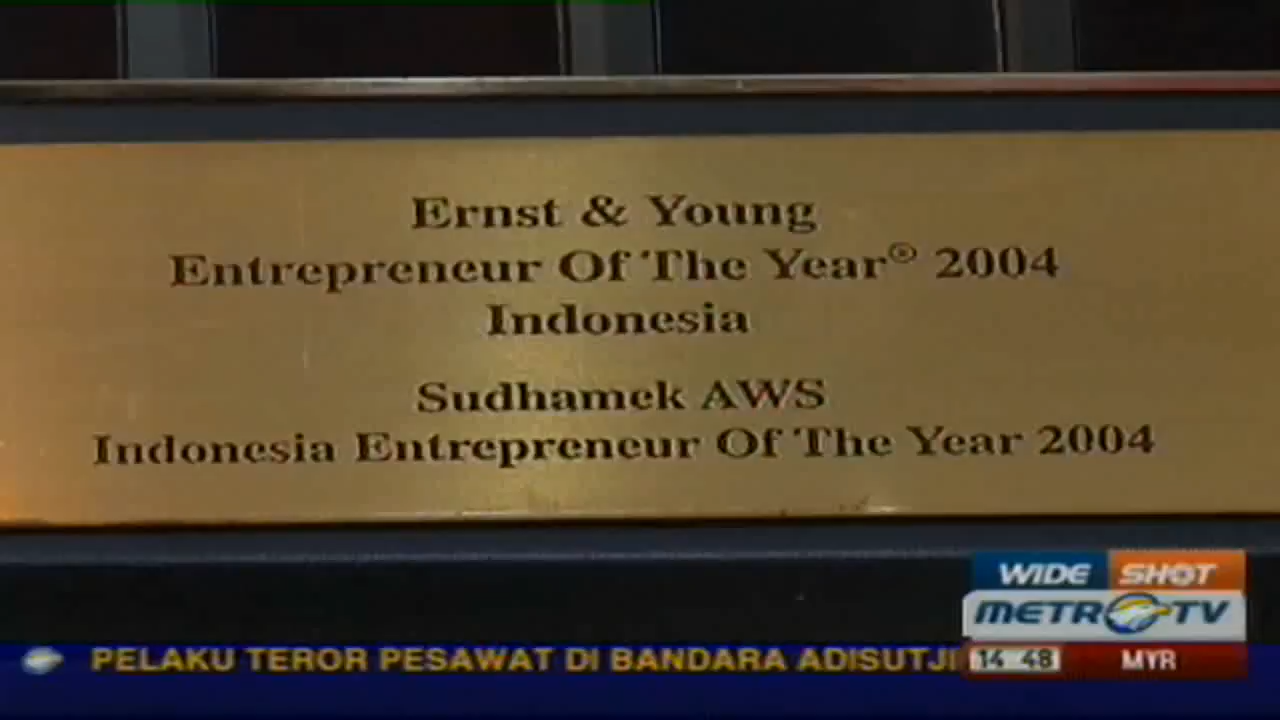 Ernst & Young
Entrepreneur Of The Year® 2004
Indonesia
Sudhamek AWS
Indonesia Entrepreneur Of The Year 2004
WIDE SHOT
METRO TV
PELAKU TEROR PESAWAT DI BANDARA ADISUTJI
14 48
MYR